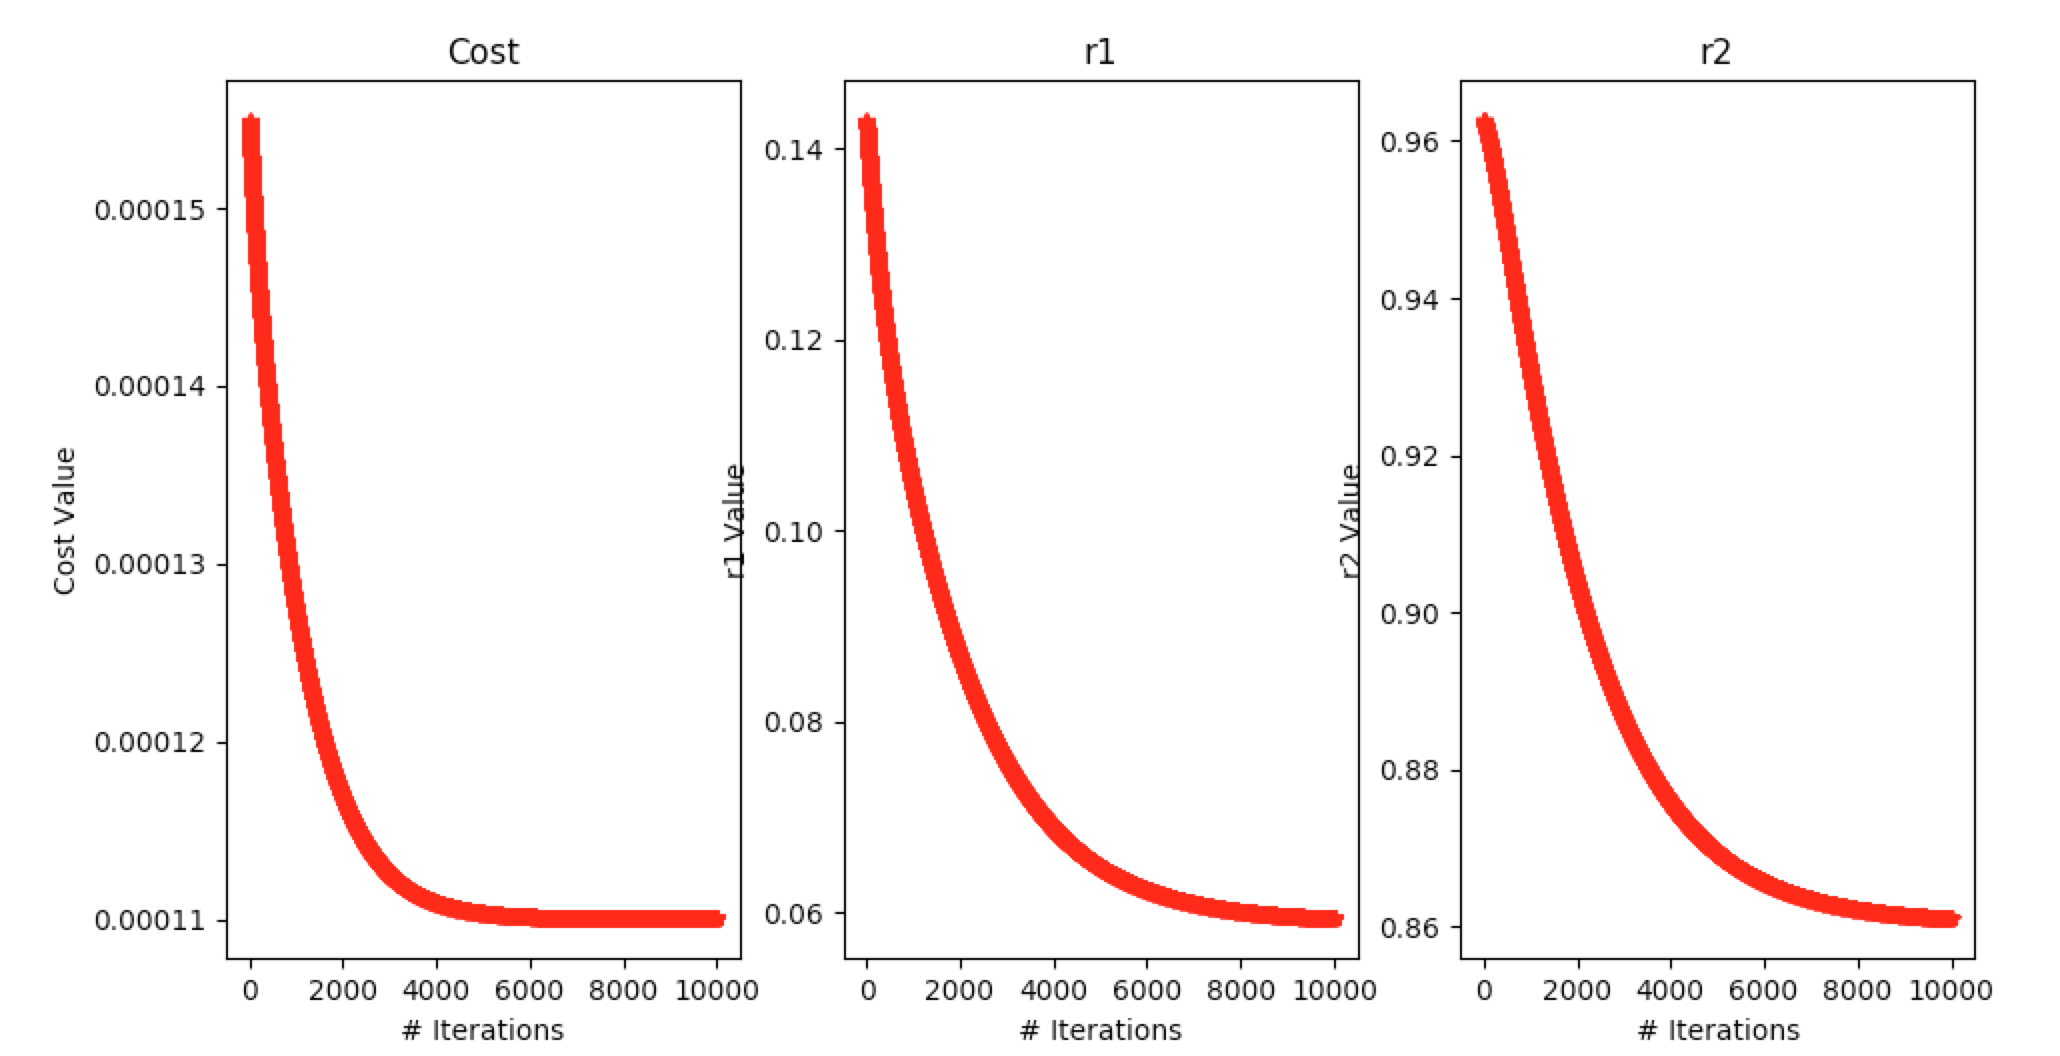 Cost
Cost Value
0.00015
0.00014
0.00013
0.00012
0.00011
0 2000 4000 6000 8000 10000
# Iterations
r1
r1 Value
0.14
0.12
0.10
0.08
0.06
0 2000 4000 6000 8000 10000
# Iterations
r2
r2 Value
0.96
0.94
0.92
0.90
0.88
0.86
0 2000 4000 6000 8000 10000
# Iterations